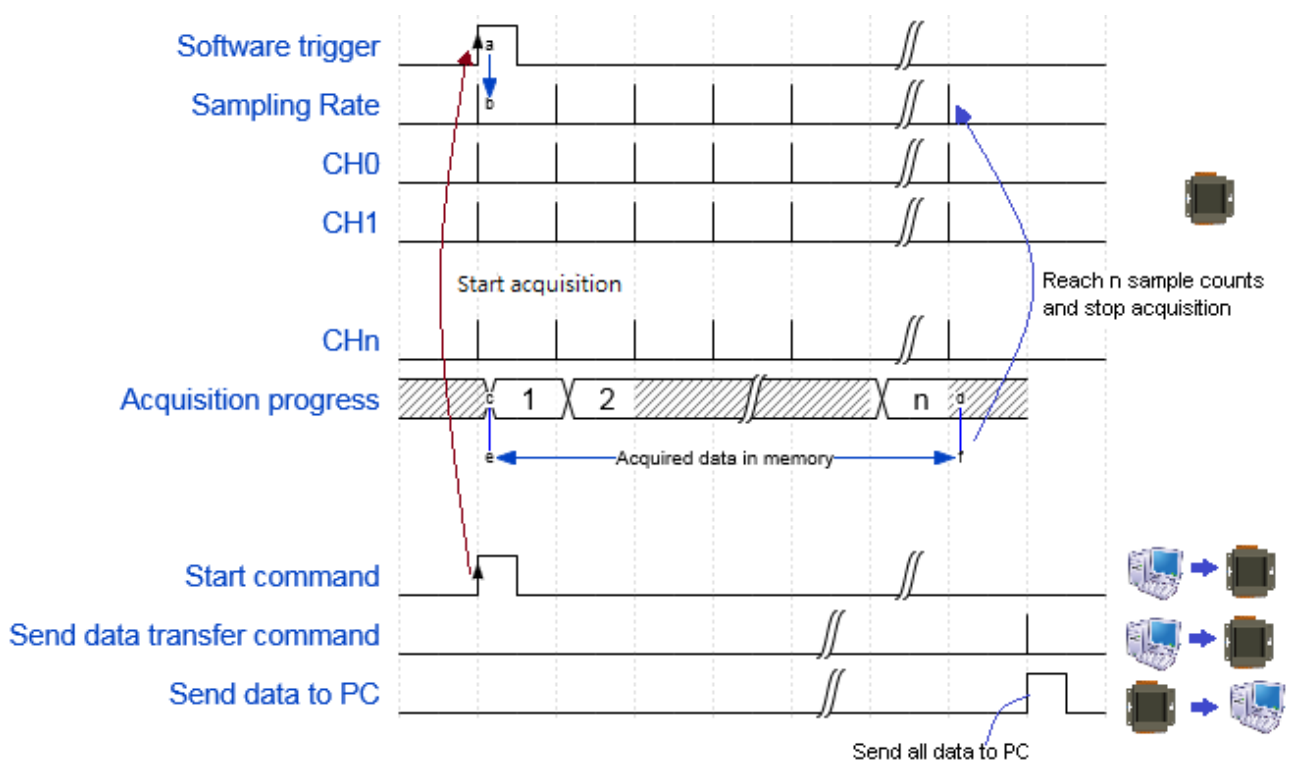 Software trigger
a
Sampling Rate
b
CH0
CH1
Start acquisition
Reach n sample counts
and stop acquisition
CHn
Acquisition progress
c
1
2
n
d
e
Acquired data in memory
f
Start command
Send data transfer command
Send data to PC
Send all data to PC